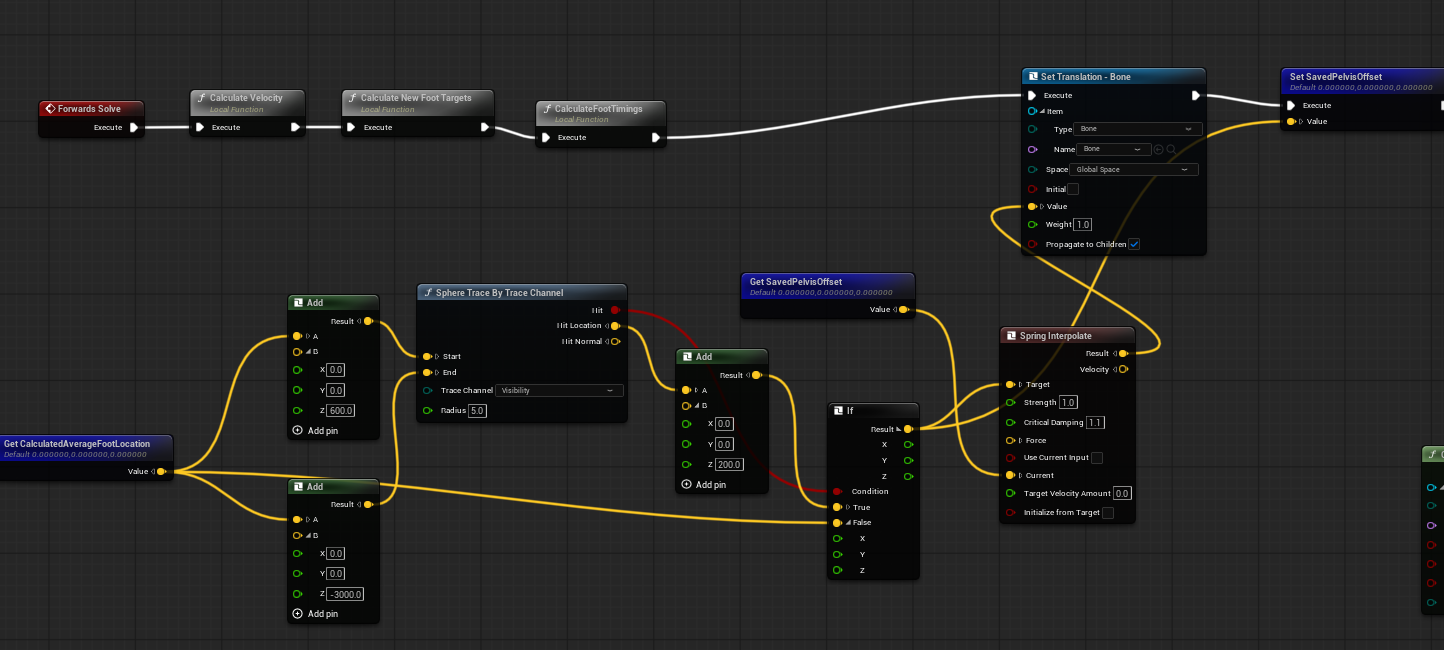 Forwards Solve
Execute
Calculate Velocity
Local Function
Execute
Calculate New Foot Targets
Local Function
Execute
CalculateFootTimings
Local Function
Execute
Set Translation - Bone
Execute
Item
Type Bone
Name Bone
Space Global Space
Initial
Value
Weight 1.0
Propagate to Children
Set SavedPelvisOffset
Default 0.000000,0.000000,0.000000
Execute
Value
Get CalculatedAverageFootLocation
Default 0.000000,0.000000,0.000000
Value
Add
Result
A
B
X 0.0
Y 0.0
Z 600.0
Add pin
Add
Result
A
B
X 0.0
Y 0.0
Z -3000.0
Add pin
Sphere Trace By Trace Channel
Hit
Hit Location
Hit Normal
Start
End
Trace Channel Visibility
Radius 5.0
Add
Result
A
B
X 0.0
Y 0.0
Z 200.0
Add pin
Get SavedPelvisOffset
Default 0.000000,0.000000,0.000000
Value
If
Result
X
Y
Z
Condition
True
False
X
Y
Z
Spring Interpolate
Result
Velocity
Target
Strength 1.0
Critical Damping 1.1
Force
Use Current Input
Current
Target Velocity Amount 0.0
Initialize from Target